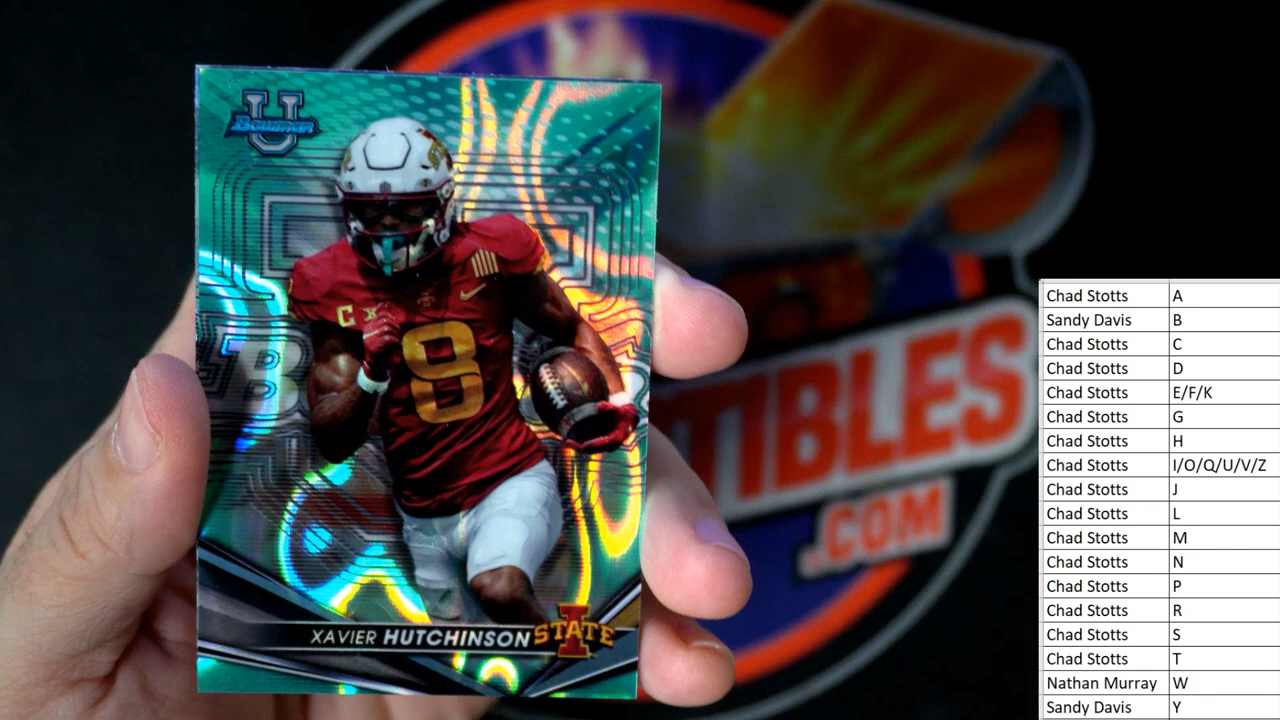 U
BOWMAN
C
8
XAVIER HUTCHINSON
I
STATE
.COM
Chad Stotts A
Sandy Davis B
Chad Stotts C
Chad Stotts D
Chad Stotts E/F/K
Chad Stotts G
Chad Stotts H
Chad Stotts I/O/Q/U/V/Z
Chad Stotts J
Chad Stotts L
Chad Stotts M
Chad Stotts N
Chad Stotts P
Chad Stotts R
Chad Stotts S
Chad Stotts T
Nathan Murray W
Sandy Davis Y